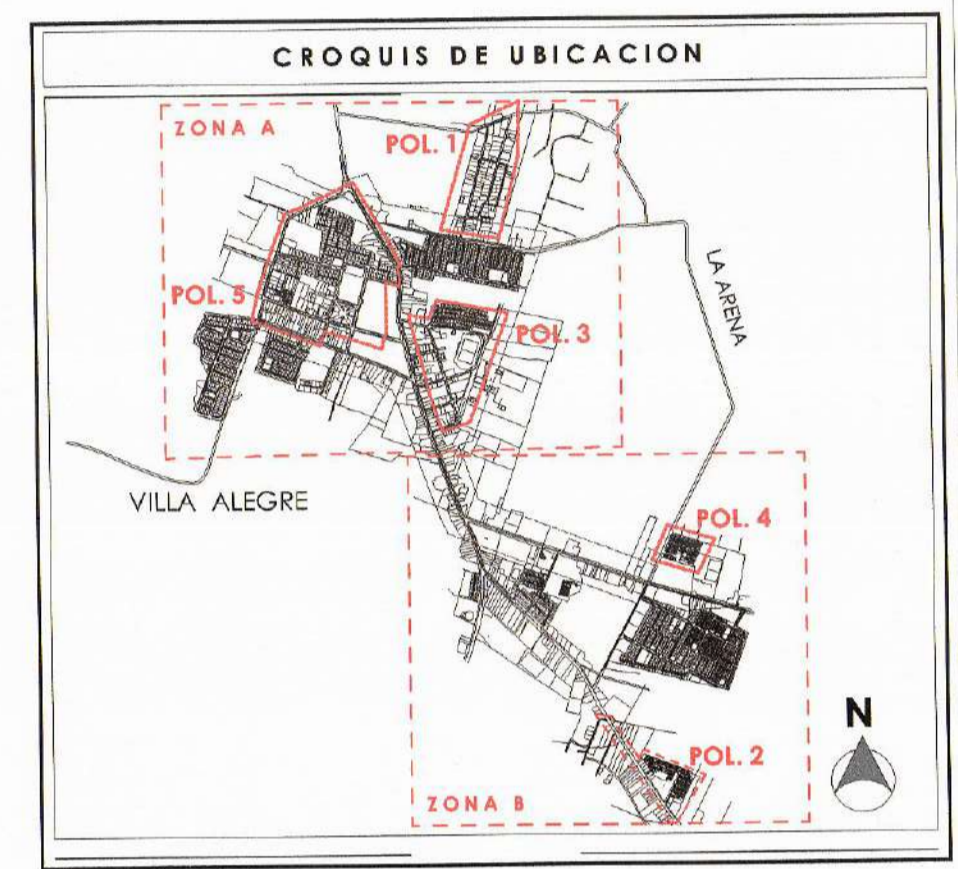 CROQUIS DE UBICACION
ZONA A
POL. 1
POL. 5
POL. 3
LA ARENA
VILLA ALEGRE
POL. 4
N
POL. 2
ZONA B